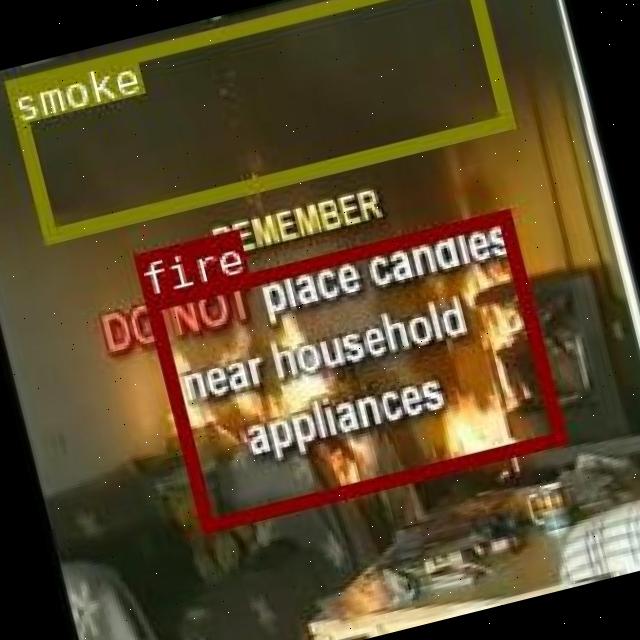 smoke
REMEMBER
fire
DO NOT place candles
near household
appliances